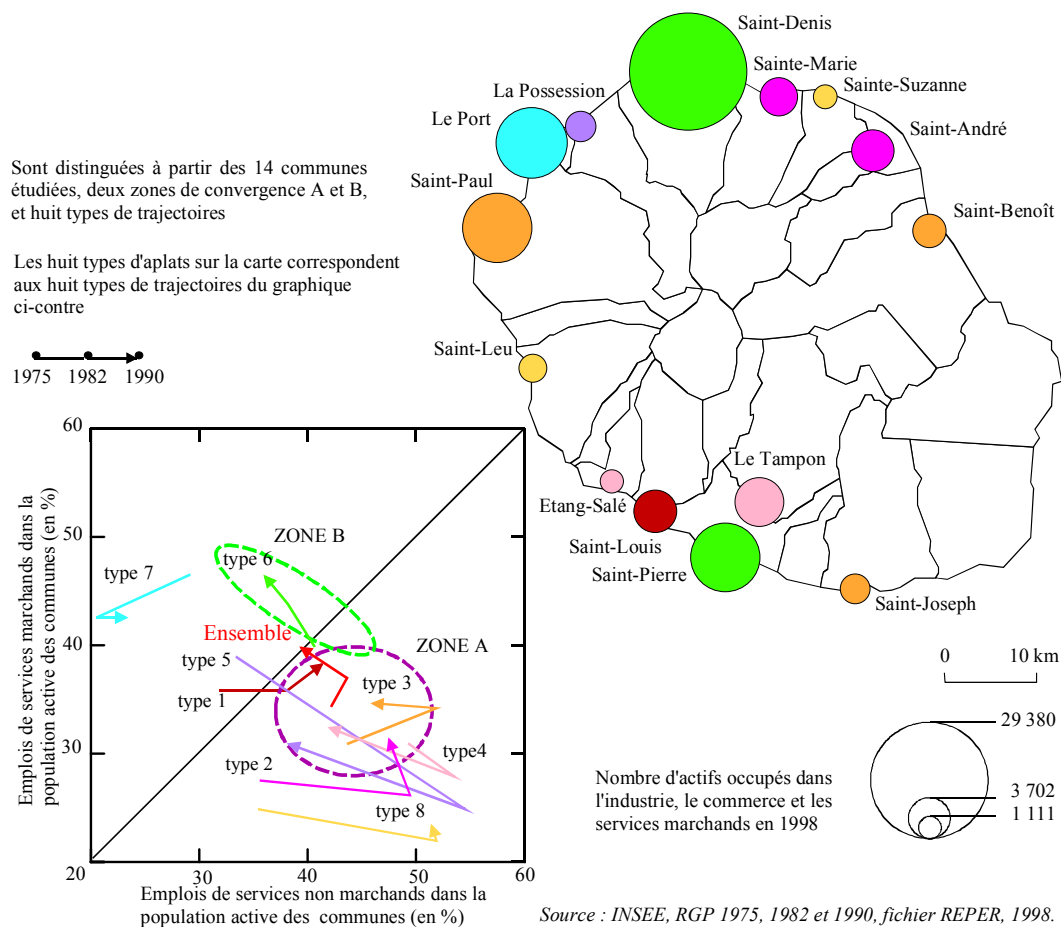 Saint-Denis
Sainte-Marie
Sainte-Suzanne
La Possession
Le Port
Saint-André
Sont distinguées à partir des 14 communes
étudiées, deux zones de convergence A et B,
et huit types de trajectoires
Saint-Paul
Saint-Benoît
Les huit types d'aplats sur la carte correspondent
aux huit types de trajectoires du graphique
ci-contre
Saint-Leu
1975 1982 1990
Le Tampon
Etang-Salé
Saint-Louis
Saint-Pierre
Saint-Joseph
60
50
40
30
20
20 30 40 50 60
Emplois de services marchands dans la
population active des communes (en %)
ZONE B
type 6
type 7
Ensemble
ZONE A
type 5
type 1
type 3
type4
type 2
type 8
Emplois de services non marchands dans la
population active des communes (en %)
0 10 km
29 380
3 702
1 111
Nombre d'actifs occupés dans
l'industrie, le commerce et les
services marchands en 1998
Source : INSEE, RGP 1975, 1982 et 1990, fichier REPER, 1998.